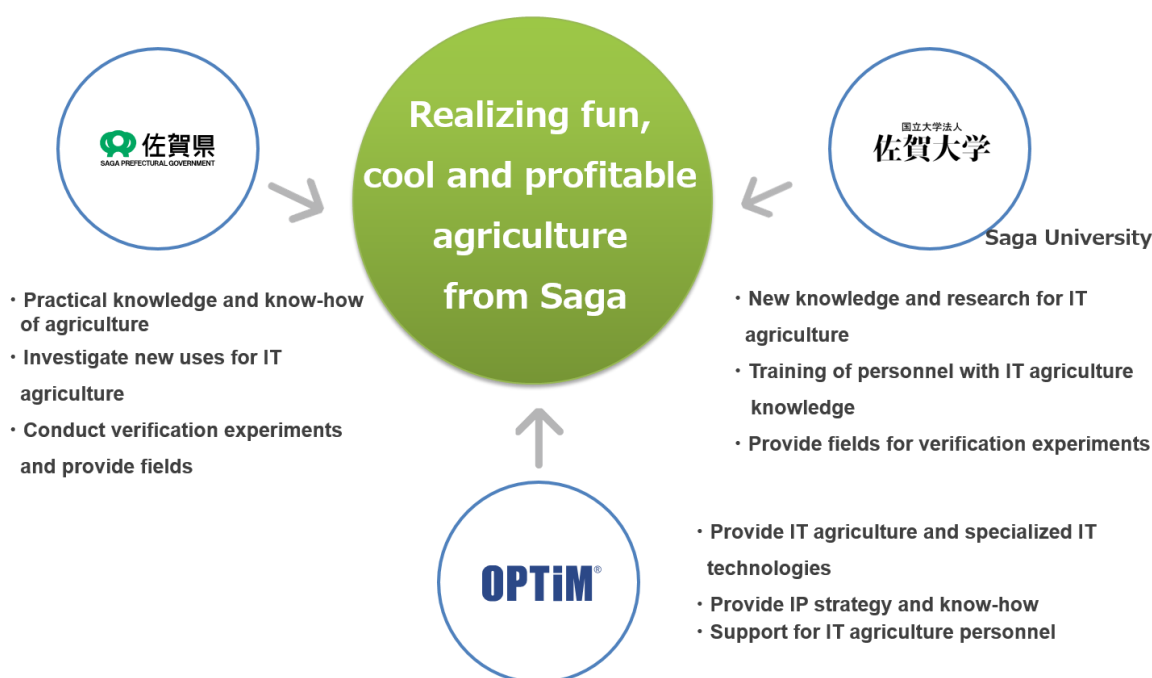 Realizing fun,
cool and profitable
agriculture
from Saga
佐賀県
SAGA PREFECTURAL GOVERNMENT
・Practical knowledge and know-how
of agriculture
・Investigate new uses for IT
agriculture
・Conduct verification experiments
and provide fields
国立大学法人
佐賀大学
Saga University
・New knowledge and research for IT
agriculture
・Training of personnel with IT agriculture
knowledge
・Provide fields for verification experiments
OPTiM®
・Provide IT agriculture and specialized IT
technologies
・Provide IP strategy and know-how
・Support for IT agriculture personnel